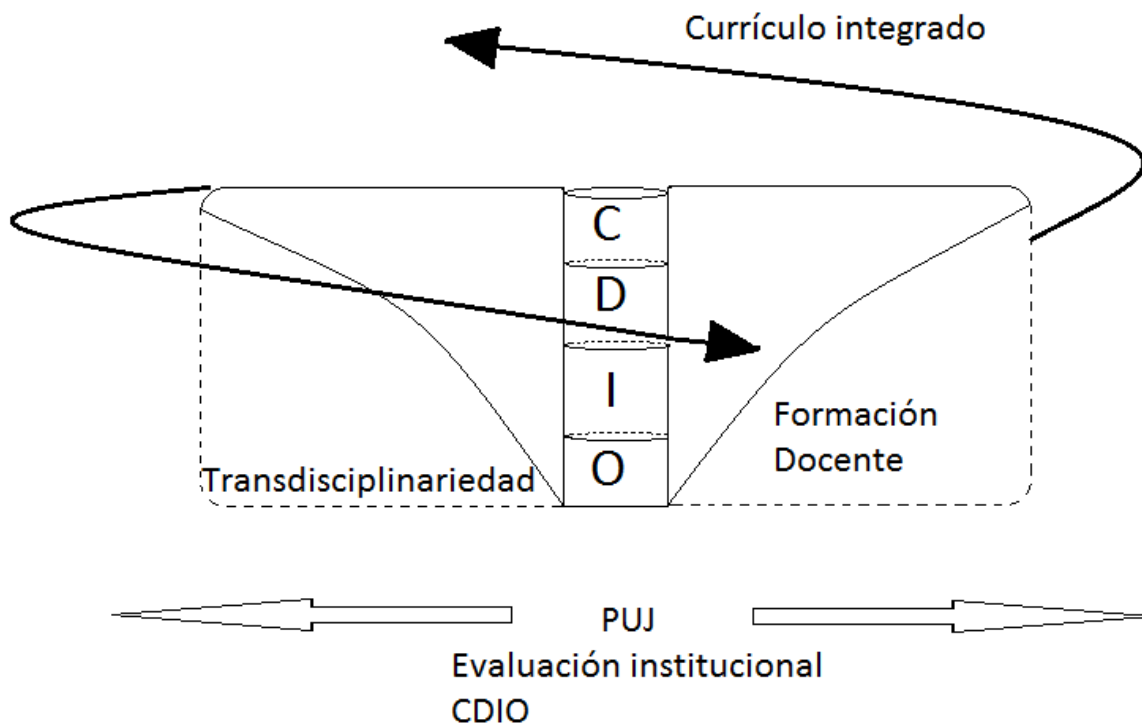 Currículo integrado
C
D
I
O
Formación
Docente
Transdisciplinariedad
PUJ
Evaluación institucional
CDIO